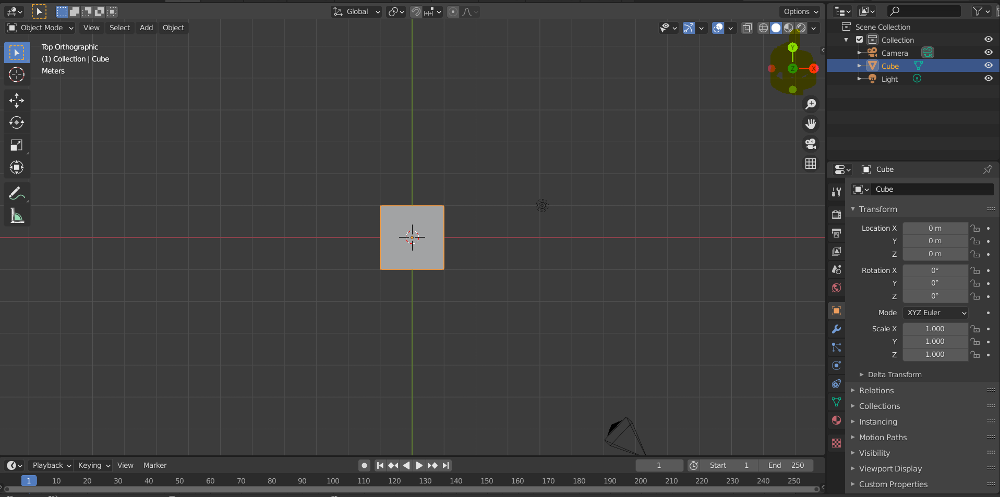 Global
Options
Object Mode View Select Add Object
Top Orthographic
(1) Collection | Cube
Meters
Y
Z
X
Scene Collection
Collection
Camera
Cube
Light
Cube
Cube
Transform
Location X 0 m
Y 0 m
Z 0 m
Rotation X 0°
Y 0°
Z 0°
Mode XYZ Euler
Scale X 1.000
Y 1.000
Z 1.000
Delta Transform
Relations
Collections
Instancing
Motion Paths
Visibility
Viewport Display
Custom Properties
Playback Keying View Marker
1 Start 1 End 250
1 10 20 30 40 50 60 70 80 90 100 110 120 130 140 150 160 170 180 190 200 210 220 230 240 250